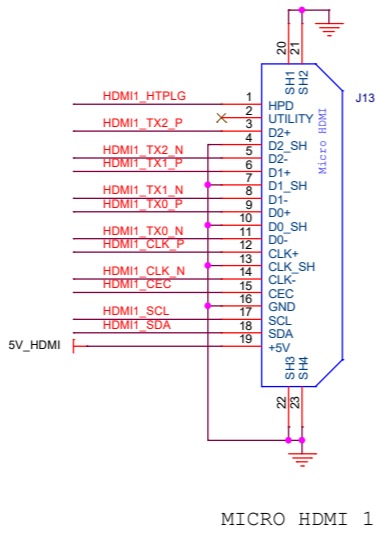 20
21
SH1
SH2
J13
Micro HDMI
HDMI1_HTPLG 1 HPD
2 UTILITY
HDMI1_TX2_P 3 D2+
4 D2_SH
HDMI1_TX2_N 5 D2-
HDMI1_TX1_P 6 D1+
7 D1_SH
HDMI1_TX1_N 8 D1-
HDMI1_TX0_P 9 D0+
10 D0_SH
HDMI1_TX0_N 11 D0-
HDMI1_CLK_P 12 CLK+
13 CLK_SH
HDMI1_CLK_N 14 CLK-
HDMI1_CEC 15 CEC
16 GND
HDMI1_SCL 17 SCL
HDMI1_SDA 18 SDA
5V_HDMI 19 +5V
SH3
SH4
22
23
MICRO HDMI 1